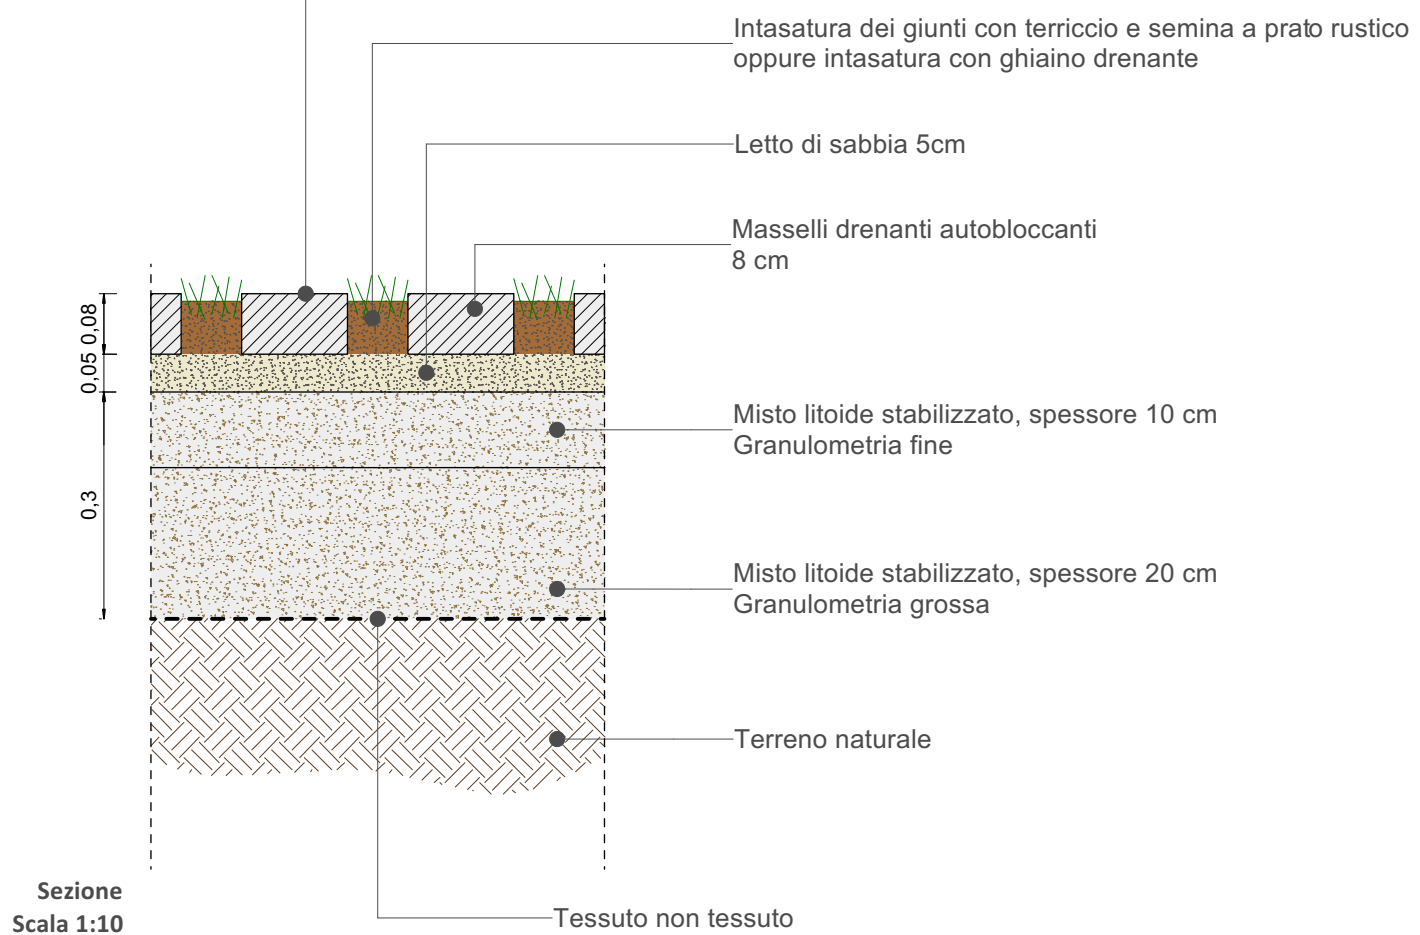 Intasatura dei giunti con terriccio e semina a prato rustico
oppure intasatura con ghiaino drenante
Letto di sabbia 5cm
Masselli drenanti autobloccanti
8 cm
0,08
0,05
0,3
Misto litoide stabilizzato, spessore 10 cm
Granulometria fine
Misto litoide stabilizzato, spessore 20 cm
Granulometria grossa
Terreno naturale
Tessuto non tessuto
Sezione
Scala 1:10